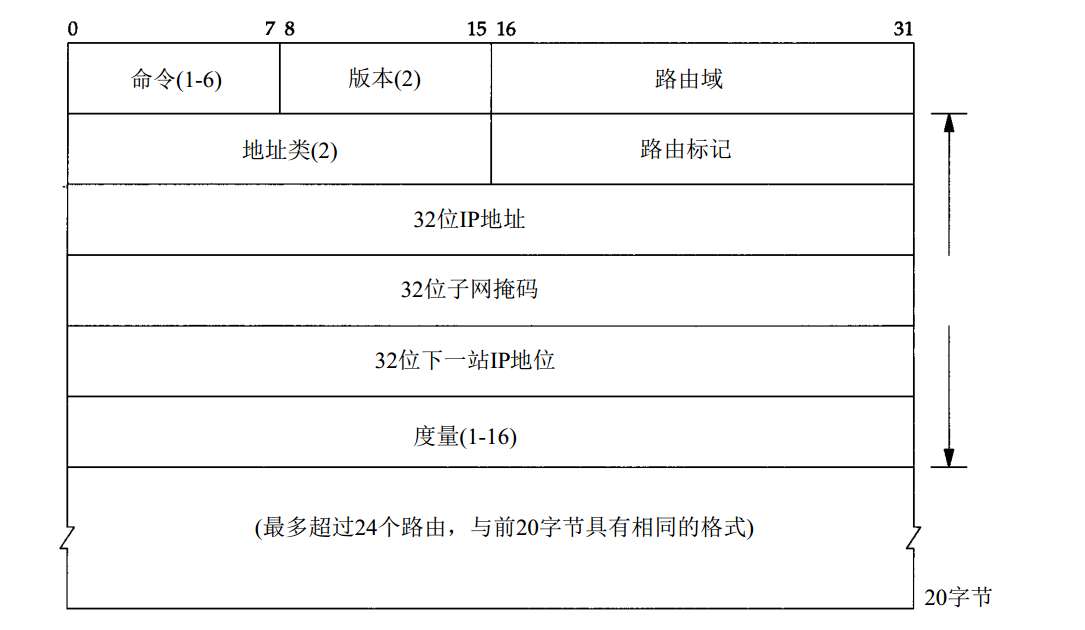 0 7 8 15 16 31
命令(1-6) 版本(2) 路由域
地址类(2) 路由标记
32位IP地址
32位子网掩码
32位下一站IP地位
度量(1-16)
(最多超过24个路由，与前20字节具有相同的格式)
20字节